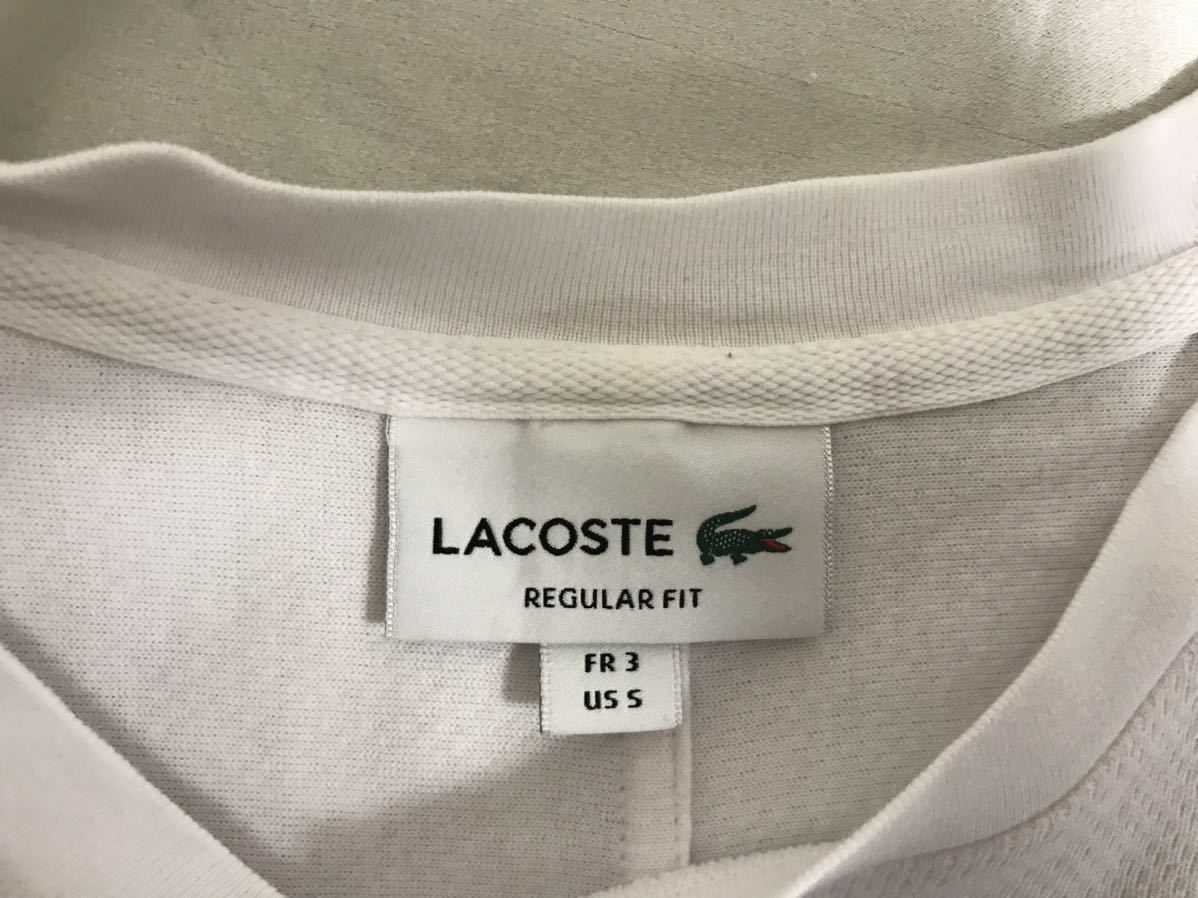 LACOSTE
REGULAR FIT
FR 3
US S